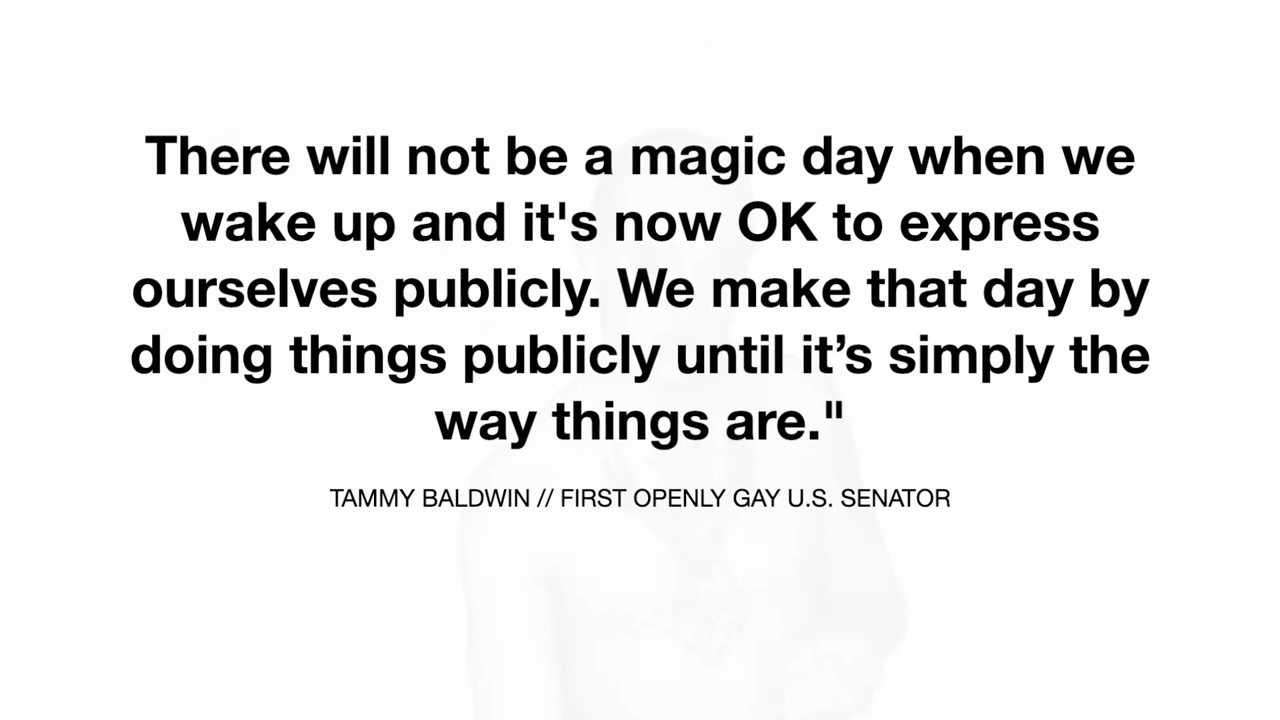 There will not be a magic day when we
wake up and it's now OK to express
ourselves publicly. We make that day by
doing things publicly until it’s simply the
way things are."
TAMMY BALDWIN // FIRST OPENLY GAY U.S. SENATOR